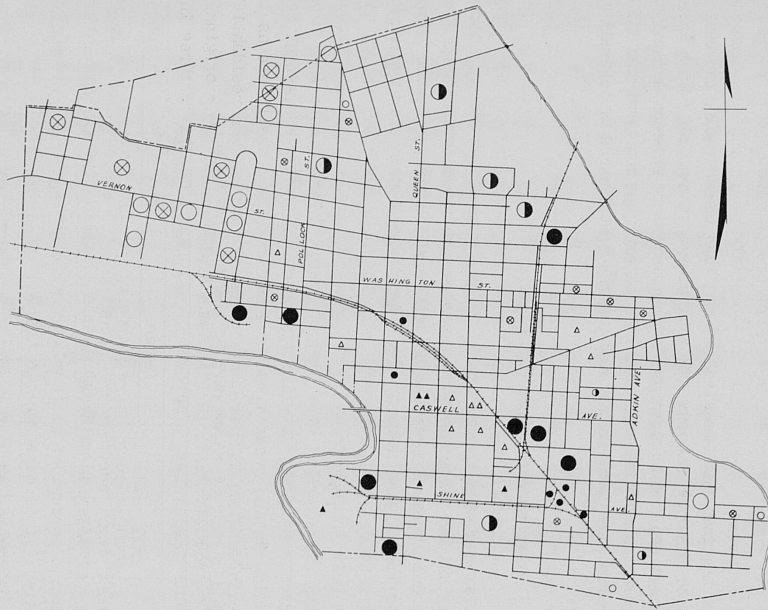 VERNON
ST.
POLLOCK
ST.
QUEEN ST.
WASHINGTON
ST.
CASWELL
AVE.
ADKIN AVE.
SHINE
AVE.